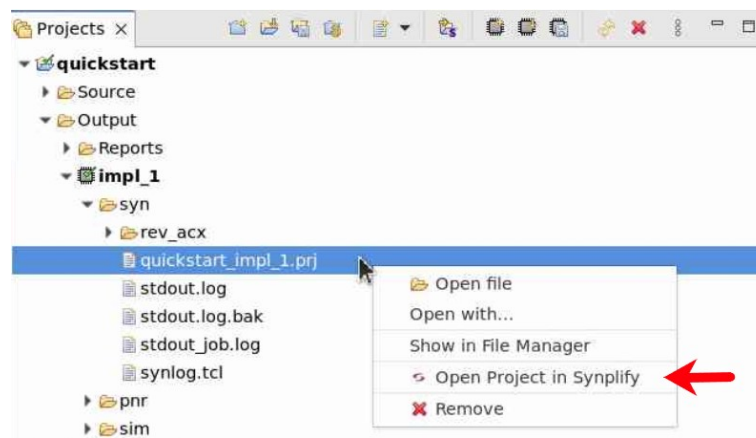 Projects
quickstart
Source
Output
Reports
impl_1
syn
rev_acx
quickstart_impl_1.prj
Open file
stdout.log
Open with...
stdout.log.bak
Show in File Manager
stdout_job.log
Open Project in Synplify
synlog.tcl
Remove
pnr
sim